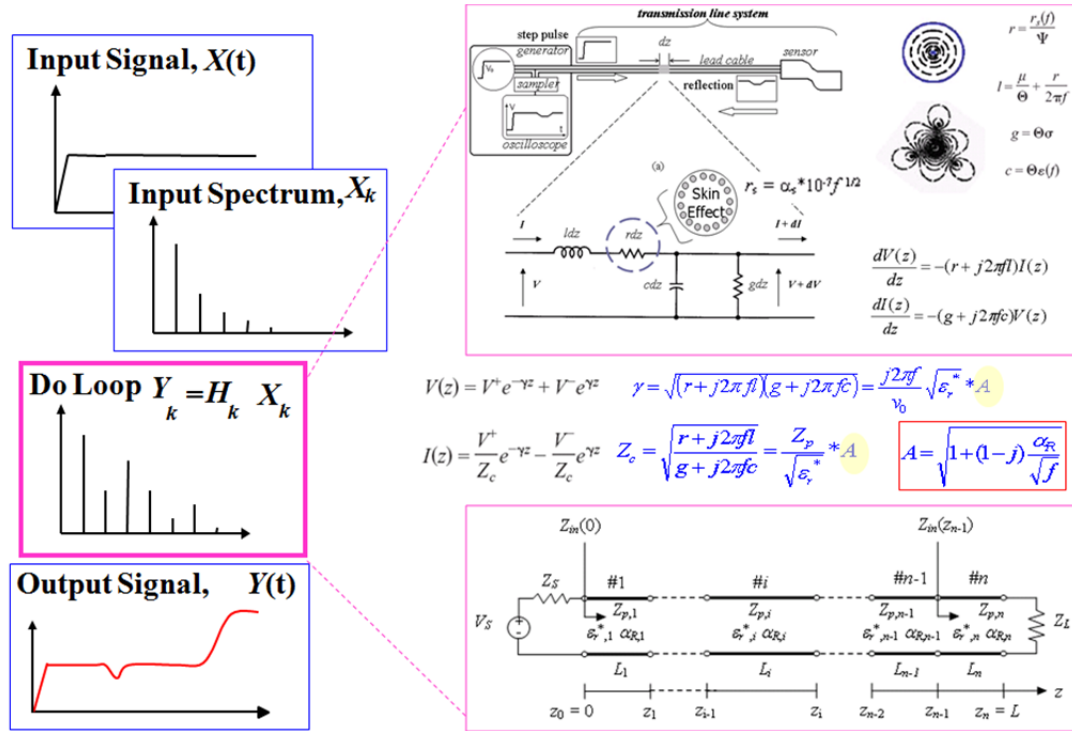 Input Signal, X(t)
Input Spectrum, X_k
Do Loop Y_k = H_k X_k
Output Signal, Y(t)
transmission line system
step pulse
generator
V_s
dz
lead cable
sensor
sampler
reflection
V
t
oscilloscope
r = r_s(f)/Ψ
l = μ/Θ + r/2πf
g = Θσ
c = Θε(f)
(a)
Skin
Effect
r_s = α_s*10^-7 f^1/2
I
ldz
rdz
I + dI
V
cdz
gdz
V + dV
dV(z)/dz = –(r + j2πfl)I(z)
dI(z)/dz = –(g + j2πfc)V(z)
V(z) = V^+ e^-γz + V^- e^γz
γ = √(r + j2πfl)(g + j2πfc) = j2πf/v_0 √ε_r^* *A
I(z) = V^+/Z_c e^-γz – V^-/Z_c e^γz
Z_c = √(r + j2πfl)/(g + j2πfc) = Z_p/√ε_r^* *A
A = √1 + (1–j) α_R/√f
Z_in(0)
Z_in(z_n-1)
Z_S
#1
#i
#n-1
#n
V_S
Z_p,1
Z_p,i
Z_p,n-1
Z_p,n
Z_L
ε_r^*,1 α_R,1
ε_r^*,i α_R,i
ε_r^*,n-1 α_R,n-1
ε_r^*,n α_R,n
L_1
L_i
L_n-1
L_n
z
z_0 = 0
z_1
z_i-1
z_i
z_n-2
z_n-1
z_n = L